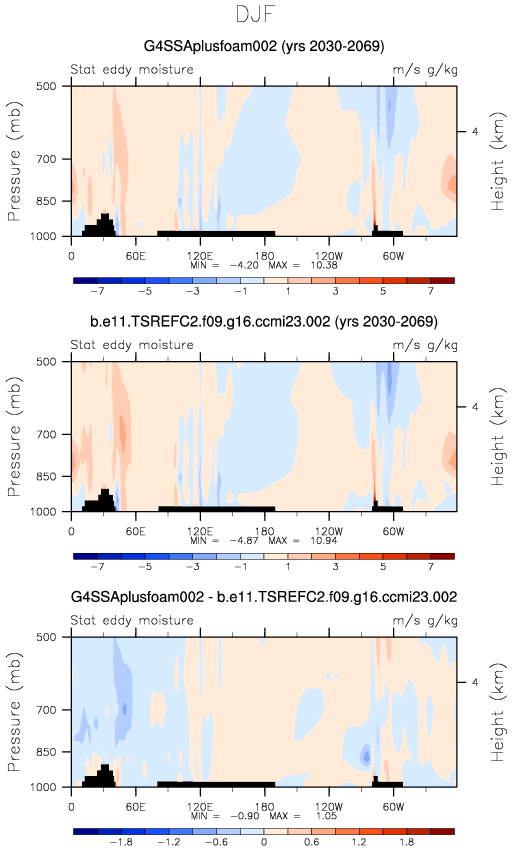 DJF
G4SSAplusfoam002 (yrs 2030-2069)
Stat eddy moisture m/s g/kg
500
700
850
1000
Pressure (mb)
4
Height (km)
0 60E 120E 180 120W 60W
MIN = -4.20 MAX = 10.38
-7 -5 -3 -1 1 3 5 7
b.e11.TSREFC2.f09.g16.ccmi23.002 (yrs 2030-2069)
Stat eddy moisture m/s g/kg
500
700
850
1000
Pressure (mb)
4
Height (km)
0 60E 120E 180 120W 60W
MIN = -4.87 MAX = 10.94
-7 -5 -3 -1 1 3 5 7
G4SSAplusfoam002 - b.e11.TSREFC2.f09.g16.ccmi23.002
Stat eddy moisture m/s g/kg
500
700
850
1000
Pressure (mb)
4
Height (km)
0 60E 120E 180 120W 60W
MIN = -0.90 MAX = 1.05
-1.8 -1.2 -0.6 0 0.6 1.2 1.8